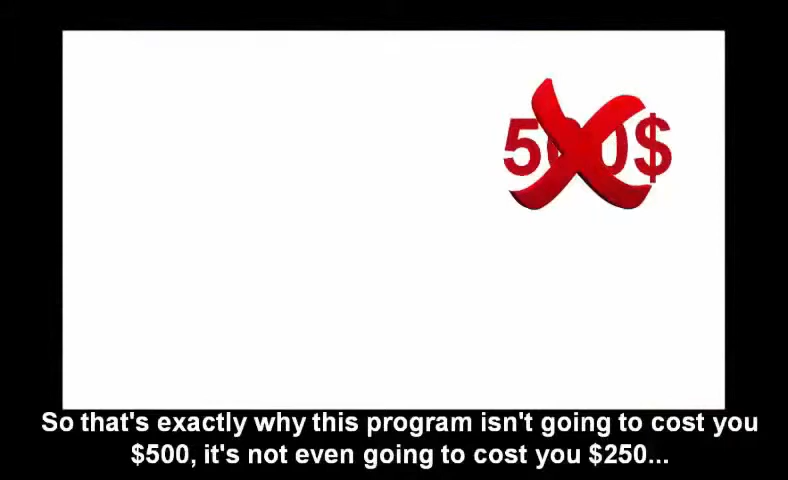 500$
So that's exactly why this program isn't going to cost you
$500, it's not even going to cost you $250...